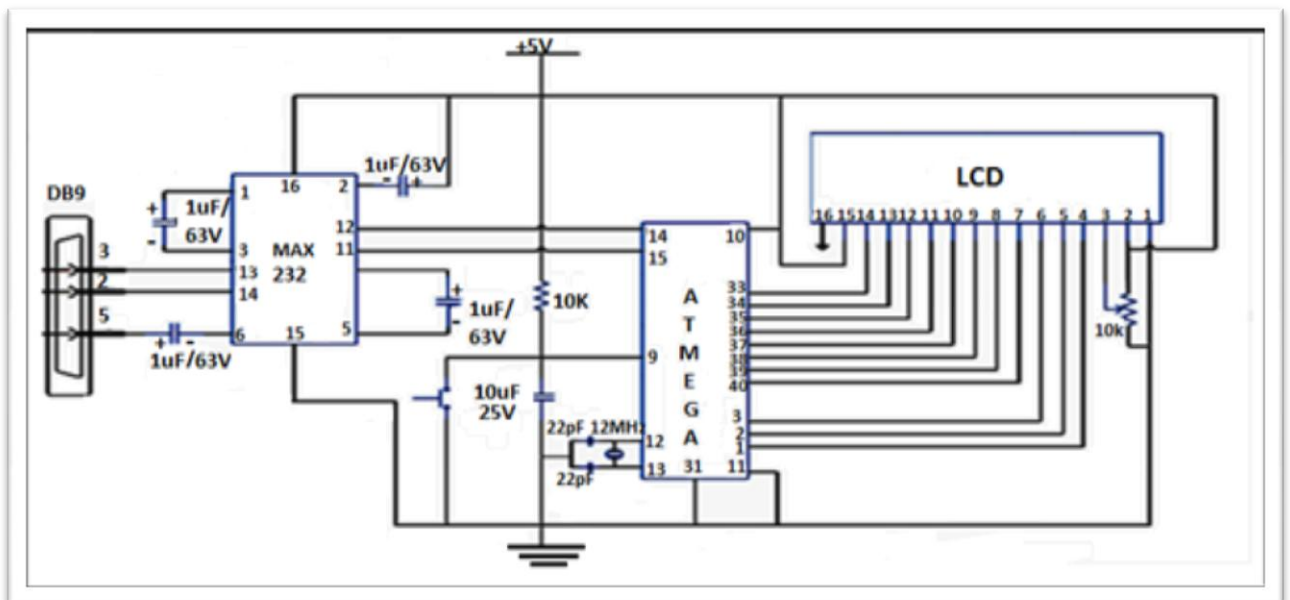 +5V
DB9
3
2
5
1uF/63V
+ -
+
1uF/
63V
-
1
3
13
14
6
16
MAX
232
15
2
12
11
5
1uF/63V
- +
+
1uF/
63V
-
10K
10uF
25V
22pF 12MHz
22pF
14
15
9
12
13
A
T
M
E
G
A
31
10
33
34
35
36
37
38
39
40
3
2
1
11
LCD
16 15 14 13 12 11 10 9 8 7 6 5 4 3 2 1
10k